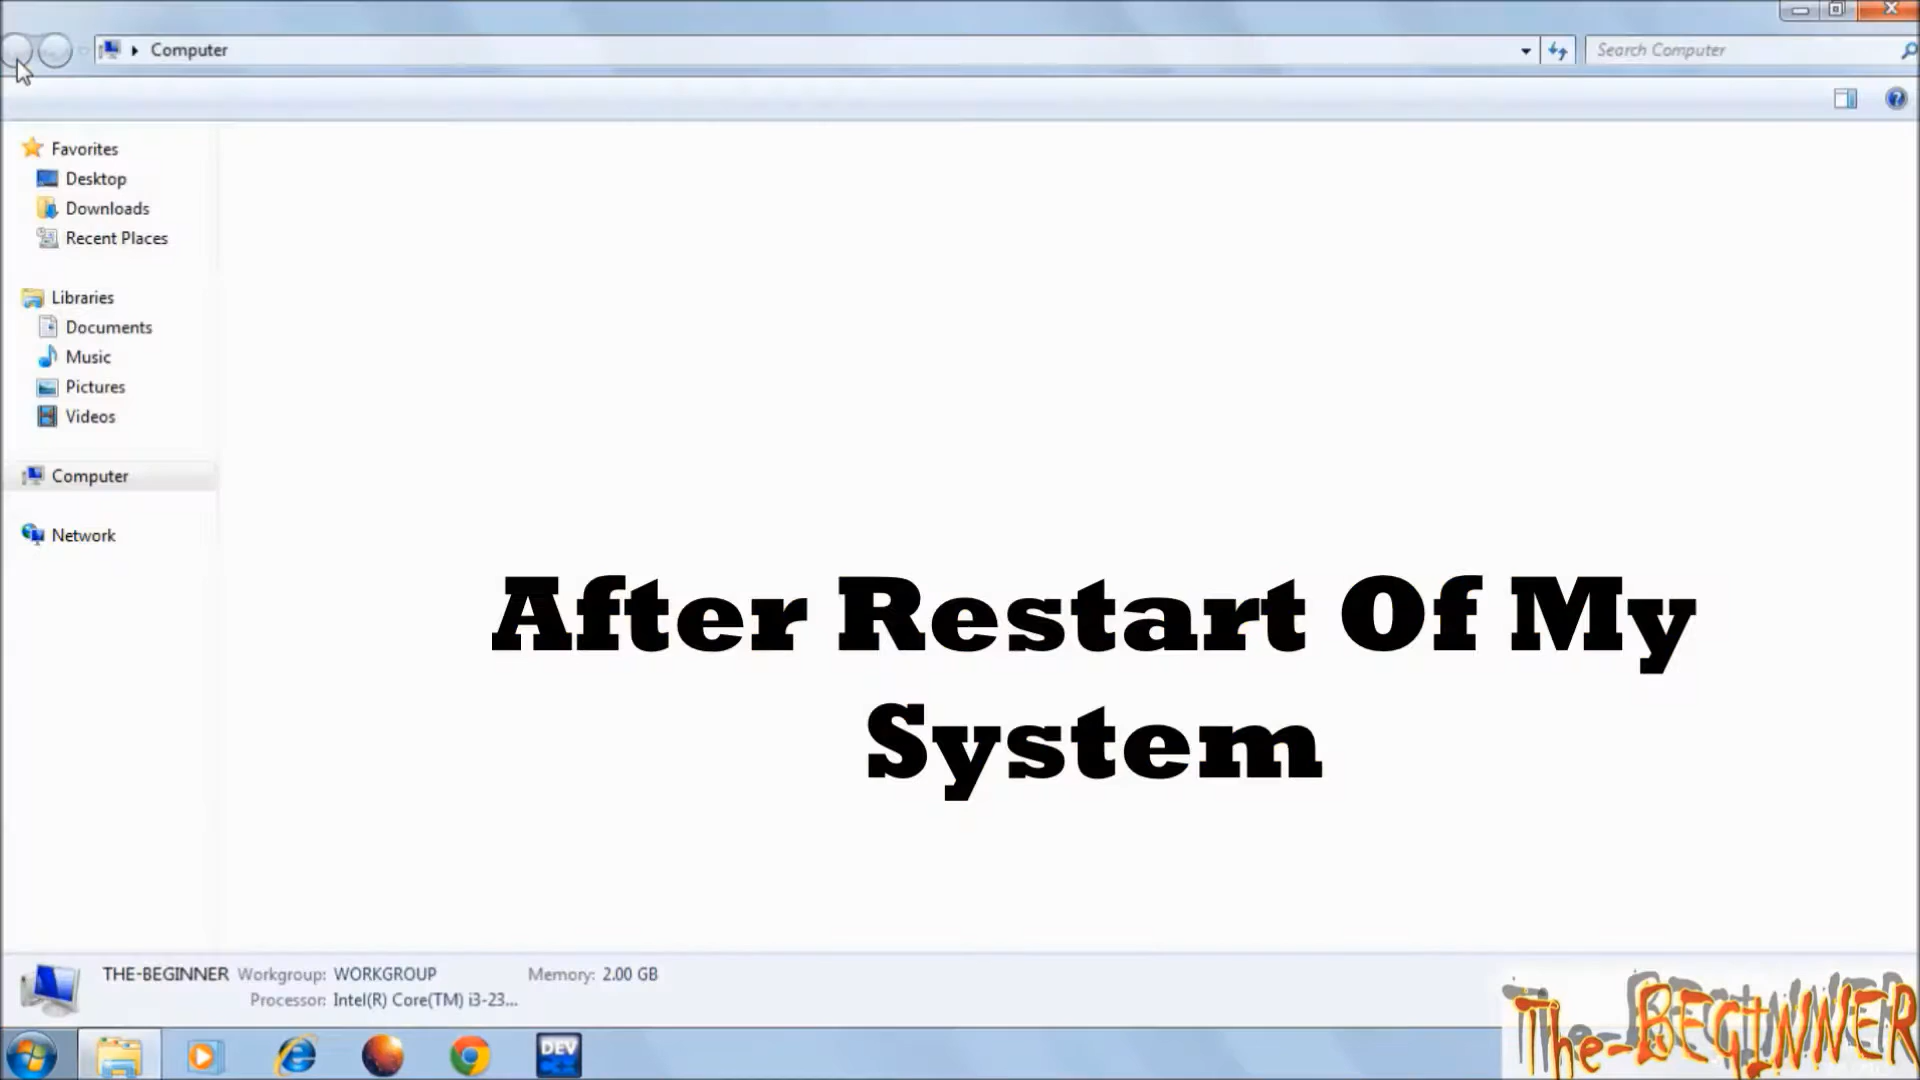 Computer
Search Computer
Favorites
Desktop
Downloads
Recent Places
Libraries
Documents
Music
Pictures
Videos
Computer
Network
After Restart Of My
System
THE-BEGINNER Workgroup: WORKGROUP Memory: 2.00 GB
Processor: Intel(R) Core(TM) i3-23...
DEV
The-BEGINNER